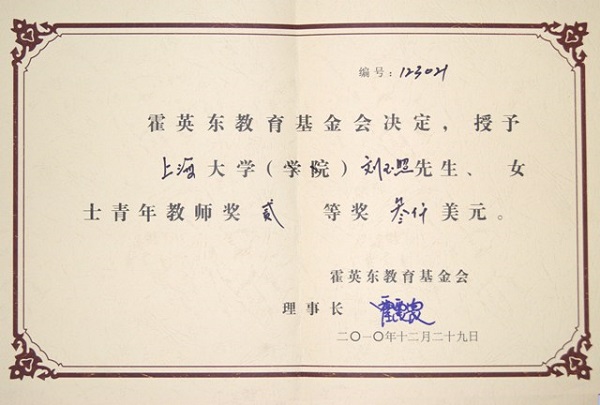 编号：123021
霍英东教育基金会决定，授予
上海大学（学院）刘玉照先生、女
士青年教师奖贰等奖叁仟美元。
霍英东教育基金会
理事长
二〇一〇年十二月二十九日